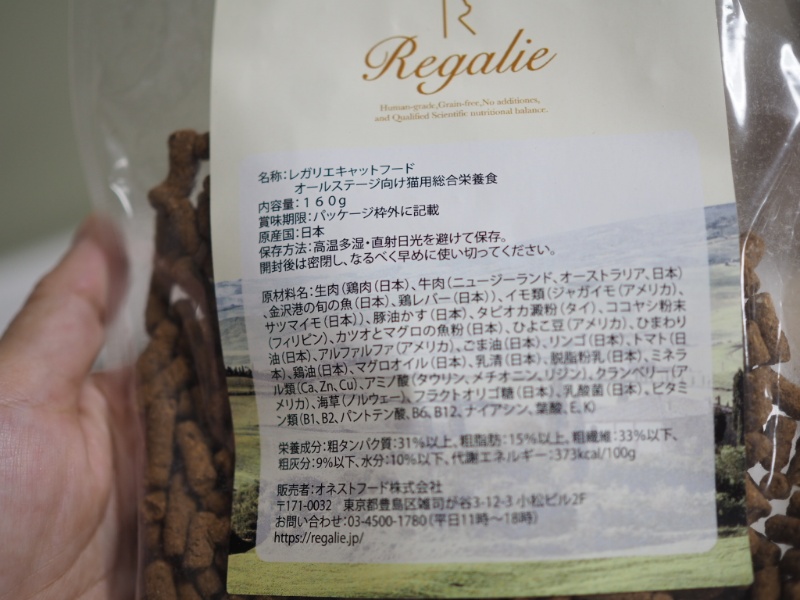 Regalie
Human-grade,Grain-free,No additiones,
and Qualified Scientific nutritional balance.
名称:レガリエキャットフード
オールステージ向け猫用総合栄養食
内容量:160g
賞味期限:パッケージ枠外に記載
原産国:日本
保存方法:高温多湿・直射日光を避けて保存。
開封後は密閉し、なるべく早めに使い切ってください。
原材料名:生肉(鶏肉(日本)、牛肉(ニュージーランド、オーストラリア、日本)
、金沢港の旬の魚(日本)、鶏レバー(日本))、イモ類(ジャガイモ(アメリカ)、
サツマイモ(日本))、豚油かす(日本)、タピオカ澱粉(タイ)、ココヤシ粉末
(フィリピン)、カツオとマグロの魚粉(日本)、ひよこ豆(アメリカ)、ひまわり
油(日本)、アルファルファ(アメリカ)、ごま油(日本)、リンゴ(日本)、トマト(日
本)、鶏油(日本)、マグロオイル(日本)、乳清(日本)、脱脂粉乳(日本)、ミネラ
ル類(Ca、Zn、Cu)、アミノ酸(タウリン、メチオニン、リジン)、クランベリー(ア
メリカ)、海草(ノルウェー)、フラクトオリゴ糖(日本)、乳酸菌(日本)、ビタミ
ン類(B1、B2、パントテン酸、B6、B12、ナイアシン、葉酸、E、K)
栄養成分:粗タンパク質:31%以上、粗脂肪:15%以上、粗繊維:33%以下、
粗灰分:9%以下、水分:10%以下、代謝エネルギー:373kcal/100g
販売者:オネストフード株式会社
〒171-0032 東京都豊島区雑司が谷3-12-3 小松ビル2F
お問い合わせ:03-4500-1780(平日11時~18時)
https://regalie.jp/